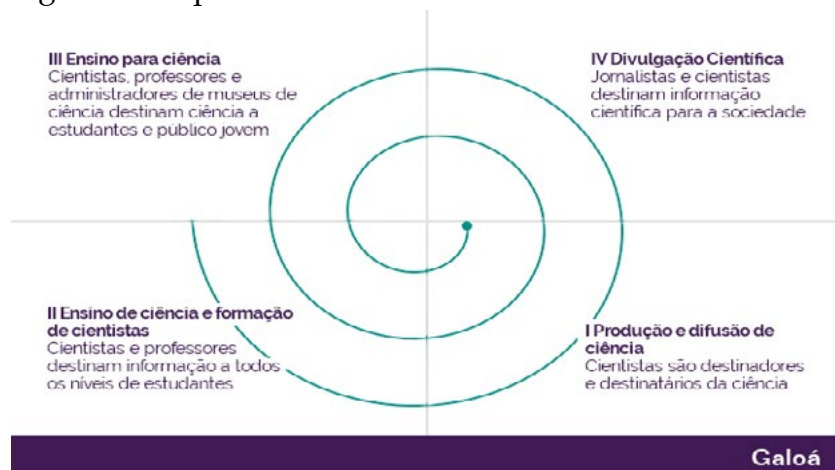 III Ensino para ciência
Cientistas, professores e
administradores de museus de
ciência destinam ciência a
estudantes e público jovem
IV Divulgação Científica
Jornalistas e cientistas
destinam informação
científica para a sociedade
II Ensino de ciência e formação
de cientistas
Cientistas e professores
destinam informação a todos
os níveis de estudantes
I Produção e difusão de
ciência
Cientistas são destinadores
e destinatários da ciência
Galoá